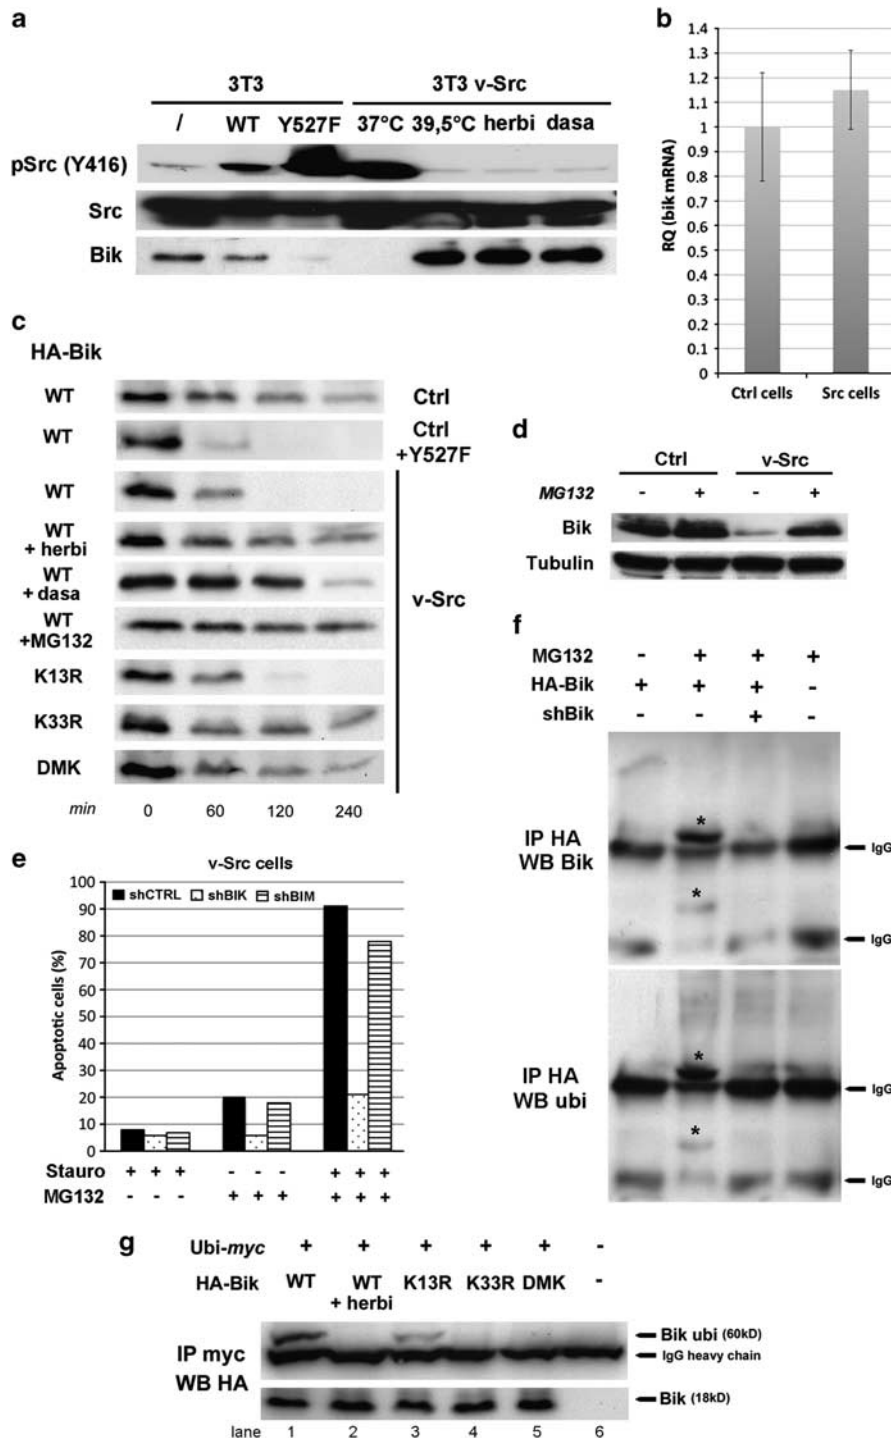 a
3T3
3T3 v-Src
/ WT Y527F 37°C 39,5°C herbi dasa
pSrc (Y416)
Src
Bik
b
1.4
1.3
1.2
1.1
1
0.9
0.8
0.7
0.6
0.5
0.4
0.3
0.2
0.1
0
RQ (bik mRNA)
Ctrl cells
Src cells
c
HA-Bik
WT
Ctrl
WT
Ctrl
+Y527F
WT
WT
+ herbi
WT
+dasa
WT
+MG132
K13R
K33R
DMK
v-Src
min 0 60 120 240
d
Ctrl v-Src
MG132 - + - +
Bik
Tubulin
e
v-Src cells
shCTRL shBIK shBIM
100
90
80
70
60
50
40
30
20
10
0
Apoptotic cells (%)
Stauro + + + - - - + + +
MG132 - - - + + + + + +
f
MG132 - + + +
HA-Bik + + + -
shBik - - + -
*
*
IP HA
WB Bik
IgG
IgG
*
*
IP HA
WB ubi
IgG
IgG
g
Ubi-myc + + + + + -
HA-Bik WT WT + herbi K13R K33R DMK -
IP myc
WB HA
Bik ubi (60kD)
IgG heavy chain
Bik (18kD)
lane 1 2 3 4 5 6